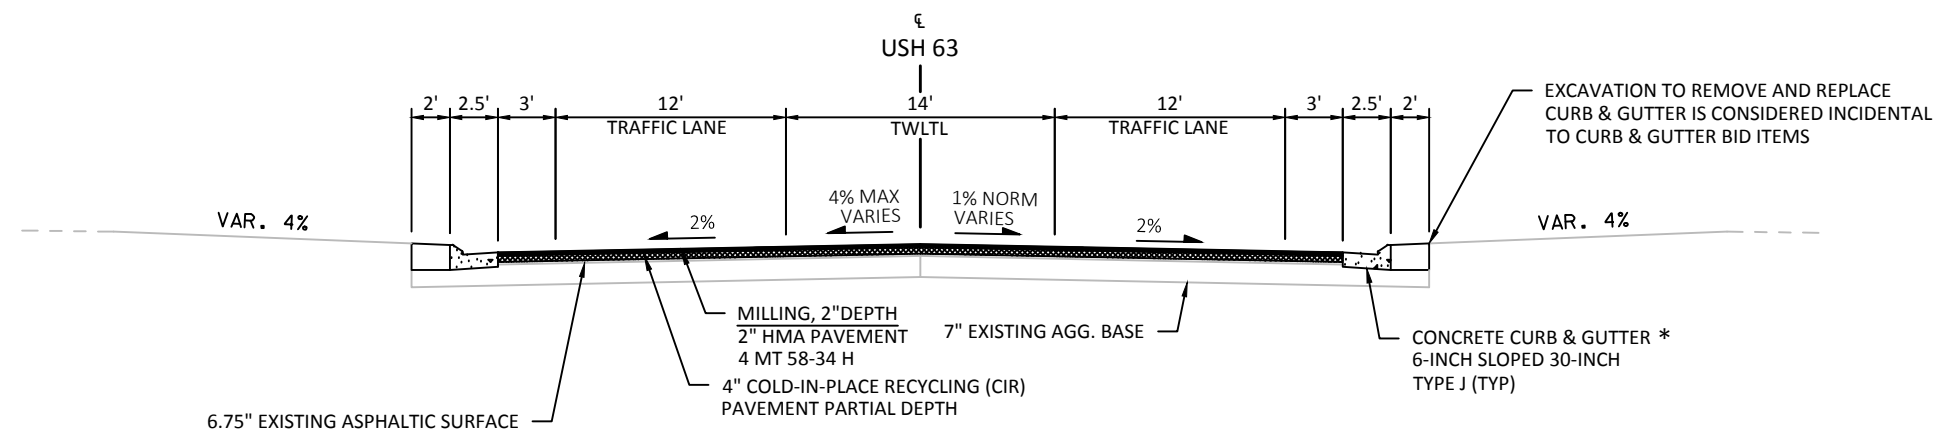 ℄
USH 63
2' 2.5' 3' 12' 14' 12' 3' 2.5' 2'
TRAFFIC LANE TWLTL TRAFFIC LANE
EXCAVATION TO REMOVE AND REPLACE
CURB & GUTTER IS CONSIDERED INCIDENTAL
TO CURB & GUTTER BID ITEMS
VAR. 4%
2%
4% MAX
VARIES
1% NORM
VARIES
2%
VAR. 4%
MILLING, 2"DEPTH
2" HMA PAVEMENT
4 MT 58-34 H
7" EXISTING AGG. BASE
CONCRETE CURB & GUTTER *
6-INCH SLOPED 30-INCH
TYPE J (TYP)
4" COLD-IN-PLACE RECYCLING (CIR)
PAVEMENT PARTIAL DEPTH
6.75" EXISTING ASPHALTIC SURFACE